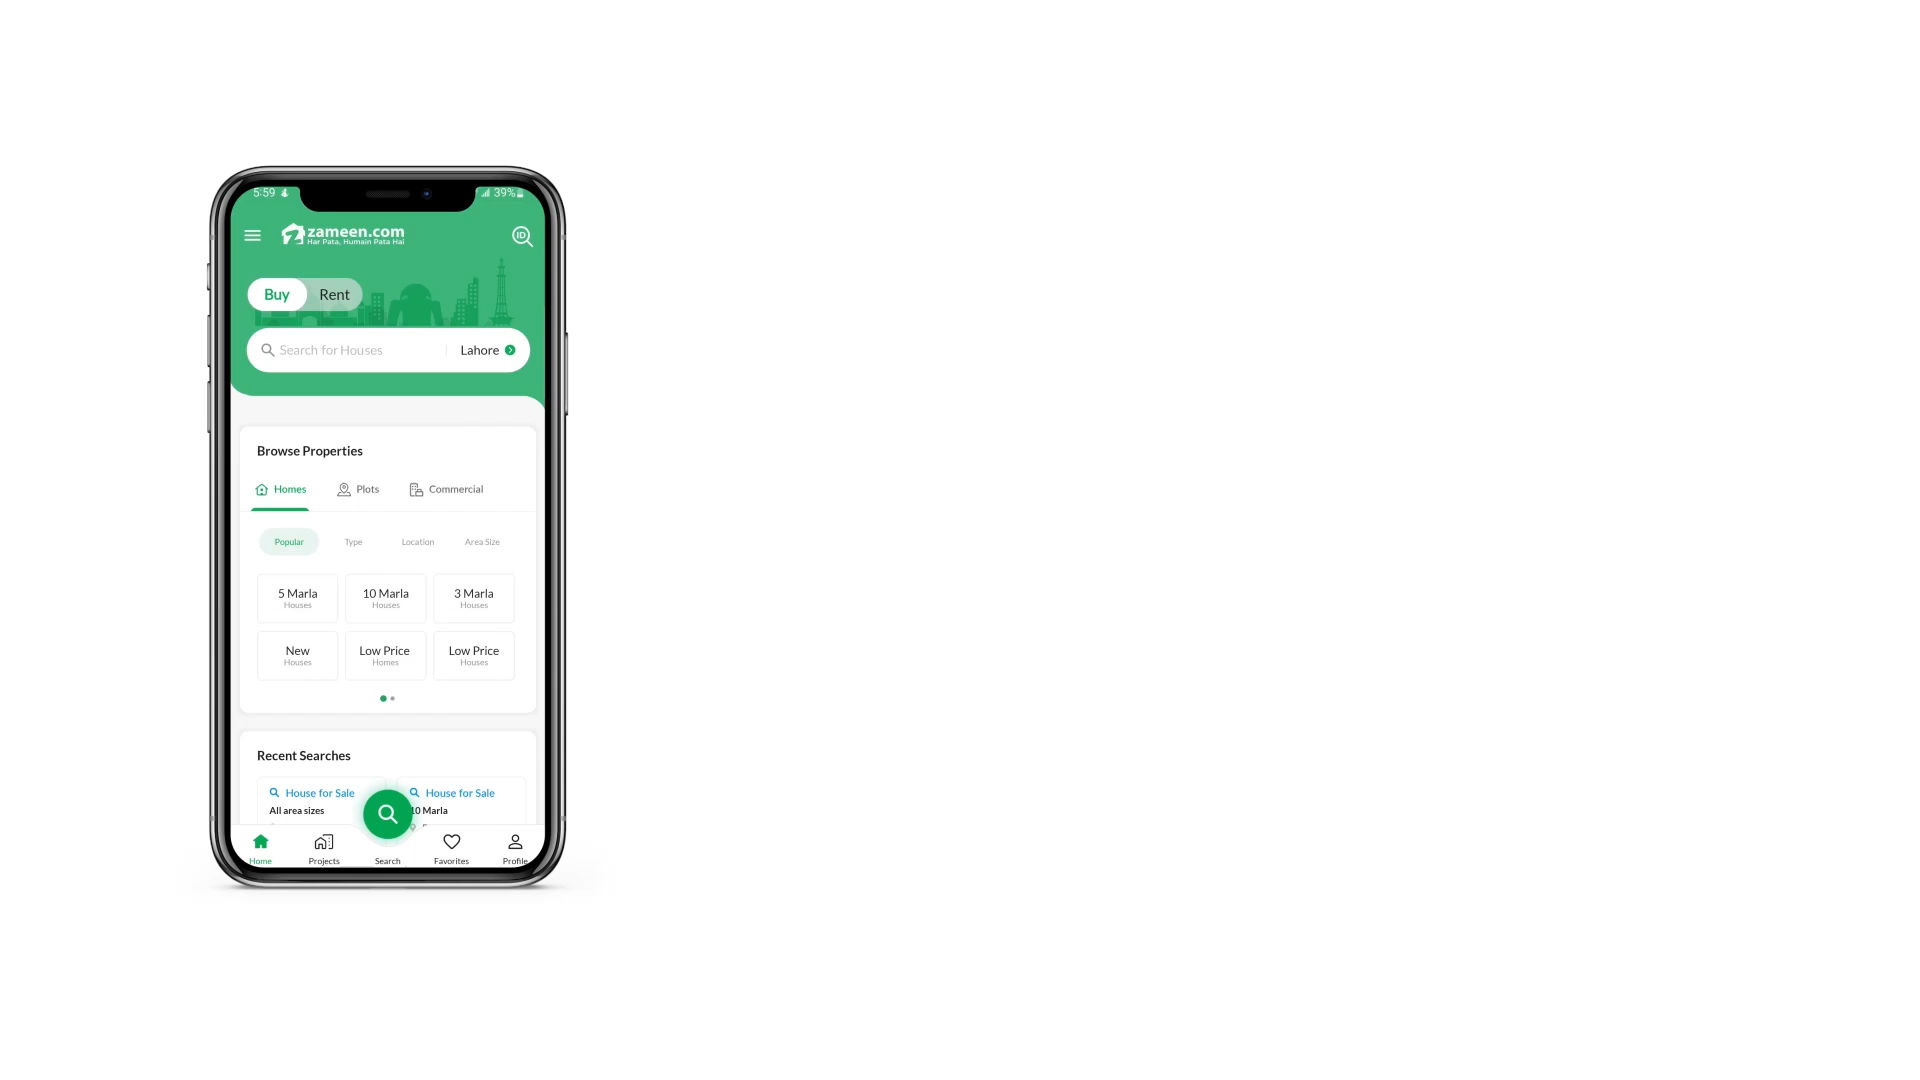 5:59
39%
zameen.com
Har Pata, Humain Pata Hai
ID
Buy Rent
Search for Houses Lahore
Browse Properties
Homes Plots Commercial
Popular Type Location Area Size
5 Marla 10 Marla 3 Marla
Houses Houses Houses
New Low Price Low Price
Houses Homes Houses
Recent Searches
House for Sale House for Sale
All area sizes 10 Marla
Home Projects Search Favorites Profile